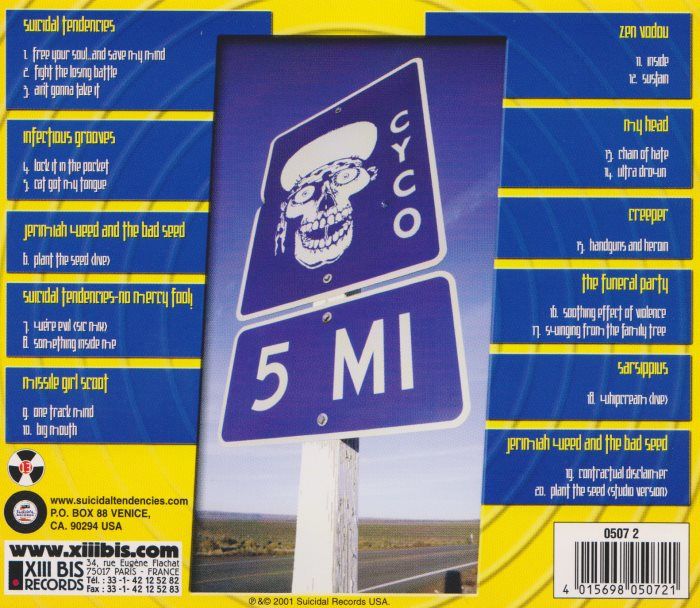 suicidal tendencies
1. free your soul...and save my mind
2. fight the losing battle
3. ain't gonna take it
infectious grooves
4. lock it in the pocket
5. cat got my tongue
jeremiah weed and the bad seed
6. plant the seed (live)
suicidal tendencies-no mercy fool!
7. we're evil (sic mix)
8. something inside me
missile girl scoot
9. one track mind
10. big mouth
13
www.suicidaltendencies.com
P.O. BOX 88 VENICE,
CA. 90294 USA
www.xiiibis.com
XIII BIS
RECORDS
34, rue Eugène Flachat
75017 PARIS - FRANCE
Tél.: 33 -1- 42 12 52 82
Fax : 33 -1- 42 12 52 83
CYCO
5 MI
℗ &© 2001 Suicidal Records USA.
zen vodou
11. inside
12. sustain
my head
13. chain of hate
14. ultra drown
creeper
15. handguns and heroin
the funeral party
16. soothing effect of violence
17. swinging from the family tree
sarsippius
18. whipcream (live)
jeremiah weed and the bad seed
19. contractual disclaimer
20. plant the seed (studio version)
0507 2
4 015698 050721